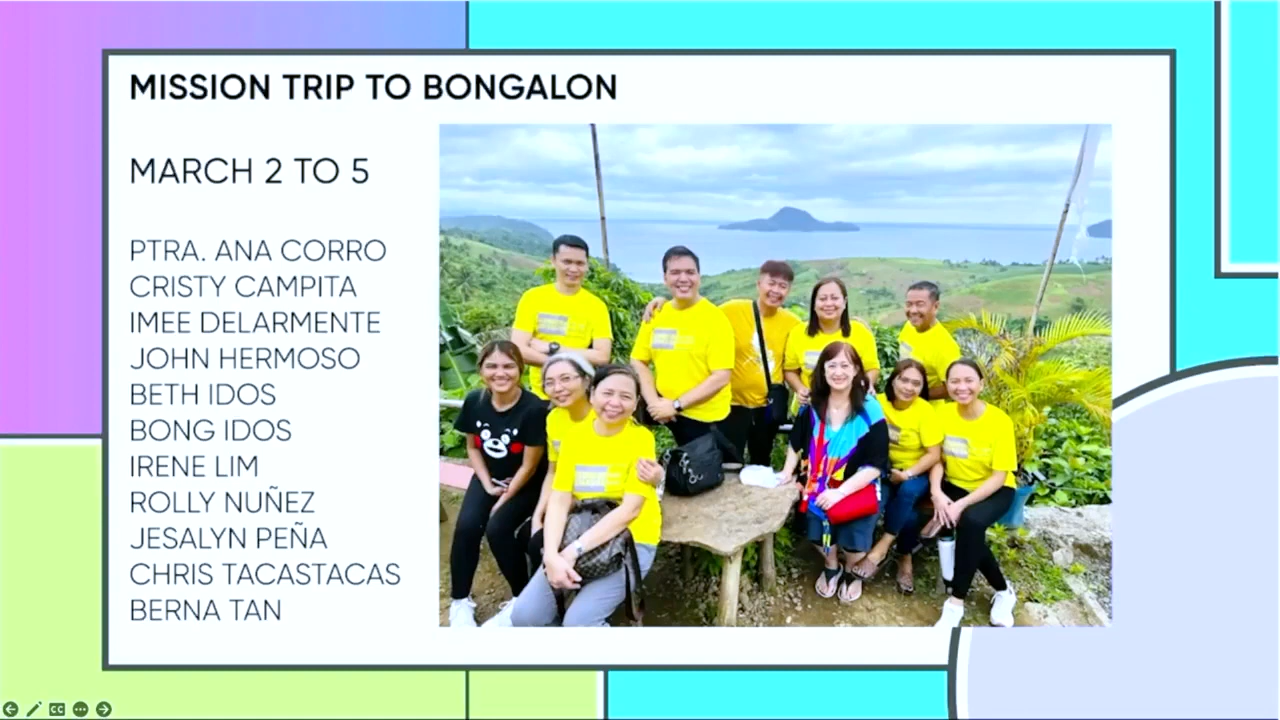 MISSION TRIP TO BONGALON
MARCH 2 TO 5
PTRA. ANA CORRO
CRISTY CAMPITA
IMEE DELARMENTE
JOHN HERMOSO
BETH IDOS
BONG IDOS
IRENE LIM
ROLLY NUÑEZ
JESALYN PEÑA
CHRIS TACASTACAS
BERNA TAN
CC